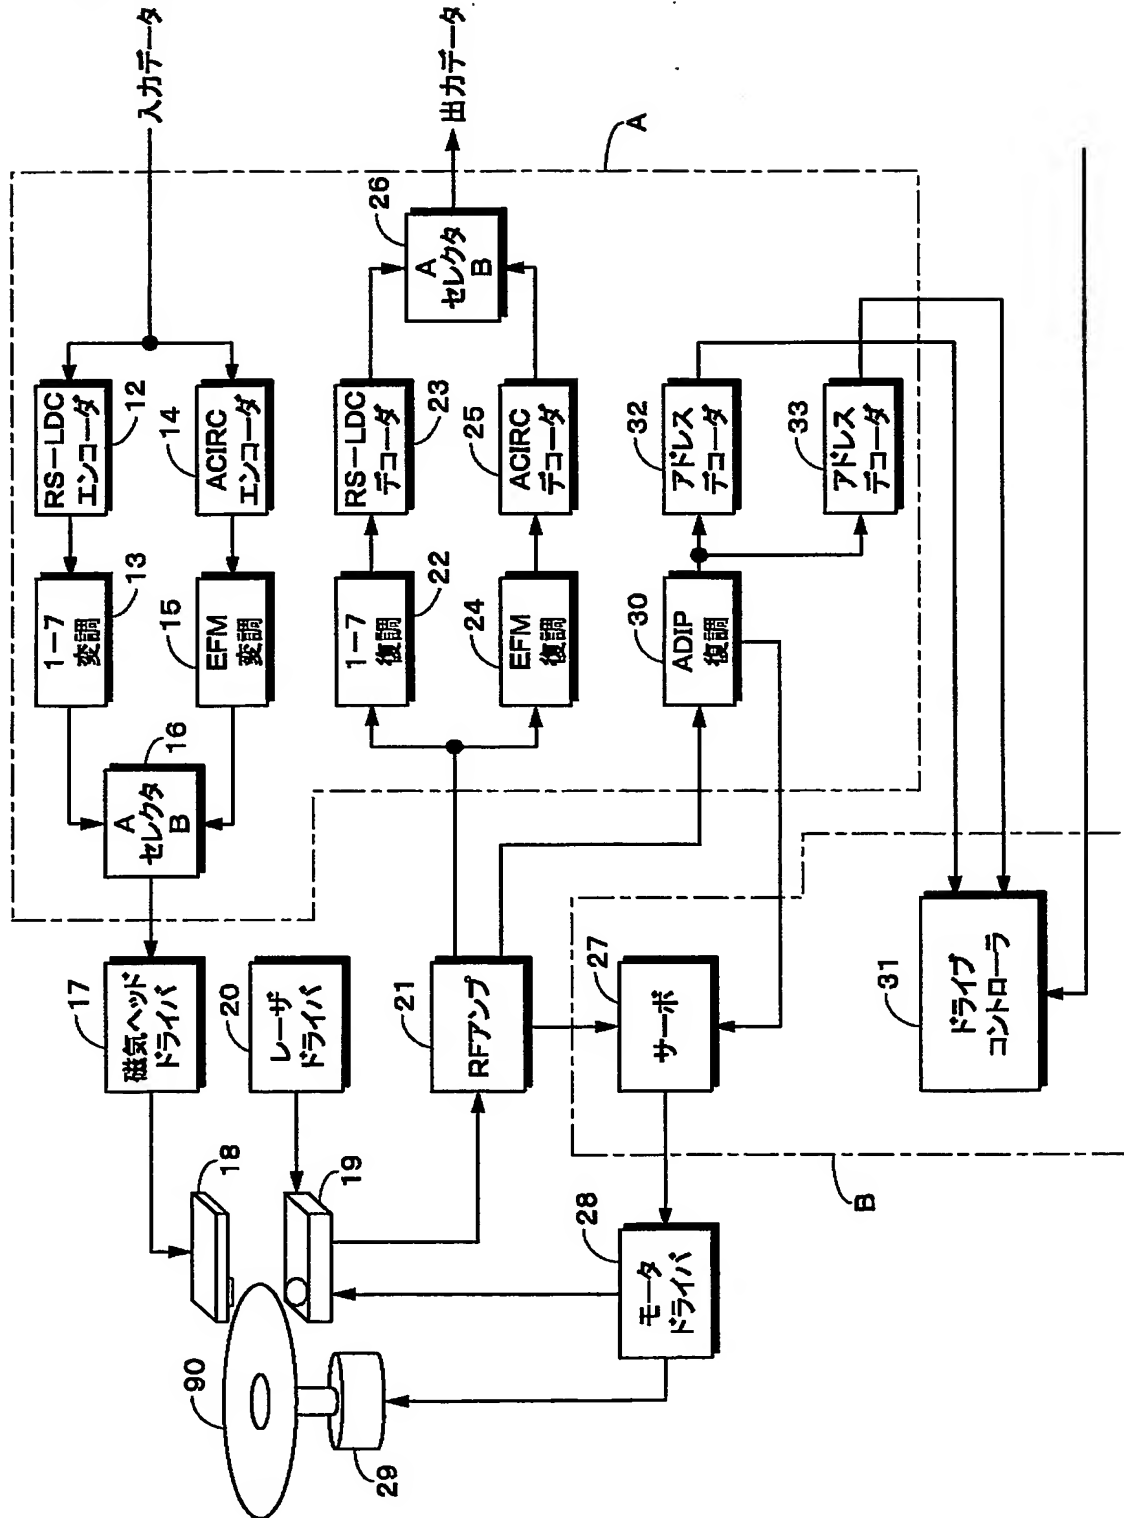 入力データ
出力データ
A
RS－LDC
エンコーダ
12
1－7
変調
13
ACIRC
エンコーダ
14
EFM
変調
15
A
セレクタ
B
16
磁気ヘッド
ドライバ
17
18
レーザ
ドライバ
20
19
RFアンプ
21
1－7
復調
22
RS－LDC
デコーダ
23
EFM
復調
24
ACIRC
デコーダ
25
A
セレクタ
B
26
ADIP
復調
30
アドレス
デコーダ
32
アドレス
デコーダ
33
サーボ
27
モータ
ドライバ
28
29
90
ドライブ
コントローラ
31
B